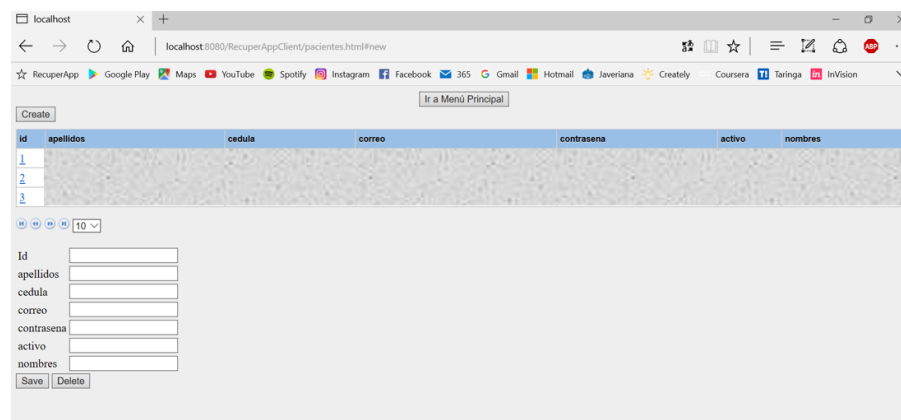 localhost
localhost:8080/RecuperAppClient/pacientes.html#new
RecuperApp Google Play Maps YouTube Spotify Instagram Facebook 365 Gmail Hotmail Javeriana Creately Coursera Taringa InVision
Ir a Menú Principal
Create
id apellidos cedula correo contrasena activo nombres
1
2
3
10
Id
apellidos
cedula
correo
contrasena
activo
nombres
Save Delete